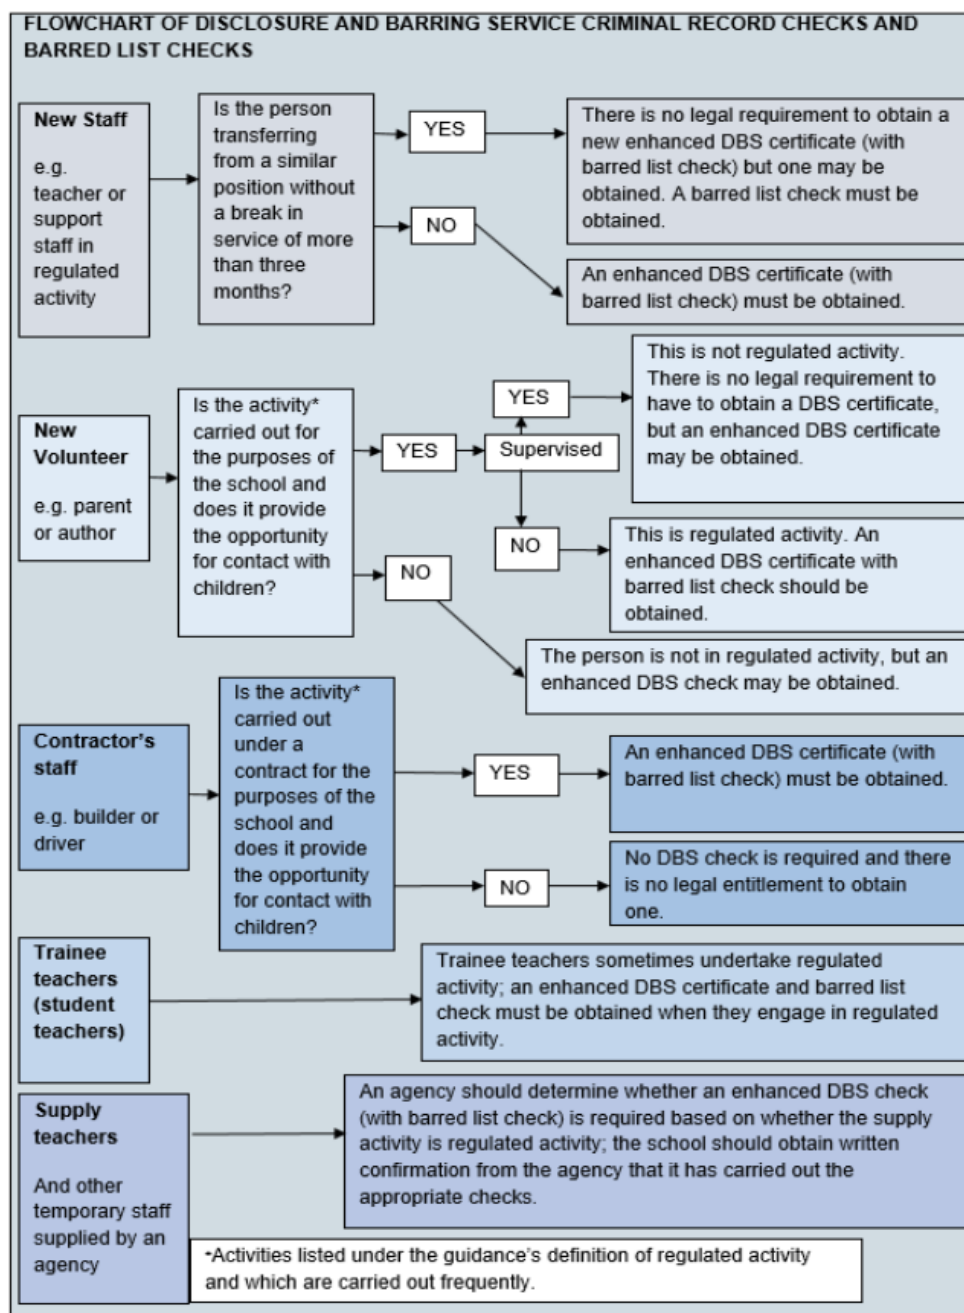 FLOWCHART OF DISCLOSURE AND BARRING SERVICE CRIMINAL RECORD CHECKS AND
BARRED LIST CHECKS
New Staff
e.g.
teacher or
support
staff in
regulated
activity
Is the person
transferring
from a similar
position without
a break in
service of more
than three
months?
YES
There is no legal requirement to obtain a
new enhanced DBS certificate (with
barred list check) but one may be
obtained. A barred list check must be
obtained.
NO
An enhanced DBS certificate (with
barred list check) must be obtained.
New
Volunteer
e.g. parent
or author
Is the activity*
carried out for
the purposes of
the school and
does it provide
the opportunity
for contact with
children?
YES
Supervised
YES
This is not regulated activity.
There is no legal requirement to
have to obtain a DBS certificate,
but an enhanced DBS certificate
may be obtained.
NO
This is regulated activity. An
enhanced DBS certificate with
barred list check should be
obtained.
NO
The person is not in regulated activity, but an
enhanced DBS check may be obtained.
Contractor's
staff
e.g. builder or
driver
Is the activity*
carried out
under a
contract for the
purposes of the
school and
does it provide
the opportunity
for contact with
children?
YES
An enhanced DBS certificate (with
barred list check) must be obtained.
NO
No DBS check is required and there
is no legal entitlement to obtain
one.
Trainee
teachers
(student
teachers)
Trainee teachers sometimes undertake regulated
activity; an enhanced DBS certificate and barred list
check must be obtained when they engage in regulated
activity.
Supply
teachers
And other
temporary staff
supplied by an
agency
An agency should determine whether an enhanced DBS check
(with barred list check) is required based on whether the supply
activity is regulated activity; the school should obtain written
confirmation from the agency that it has carried out the
appropriate checks.
*Activities listed under the guidance's definition of regulated activity
and which are carried out frequently.